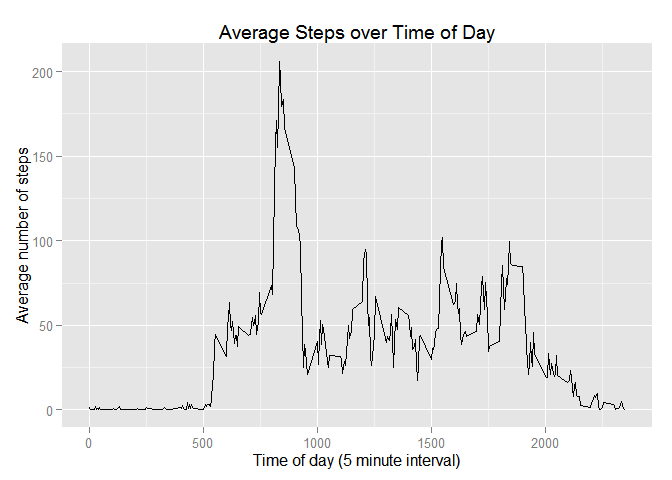 Average Steps over Time of Day
Average number of steps
200
150
100
50
0
0 500 1000 1500 2000
Time of day (5 minute interval)